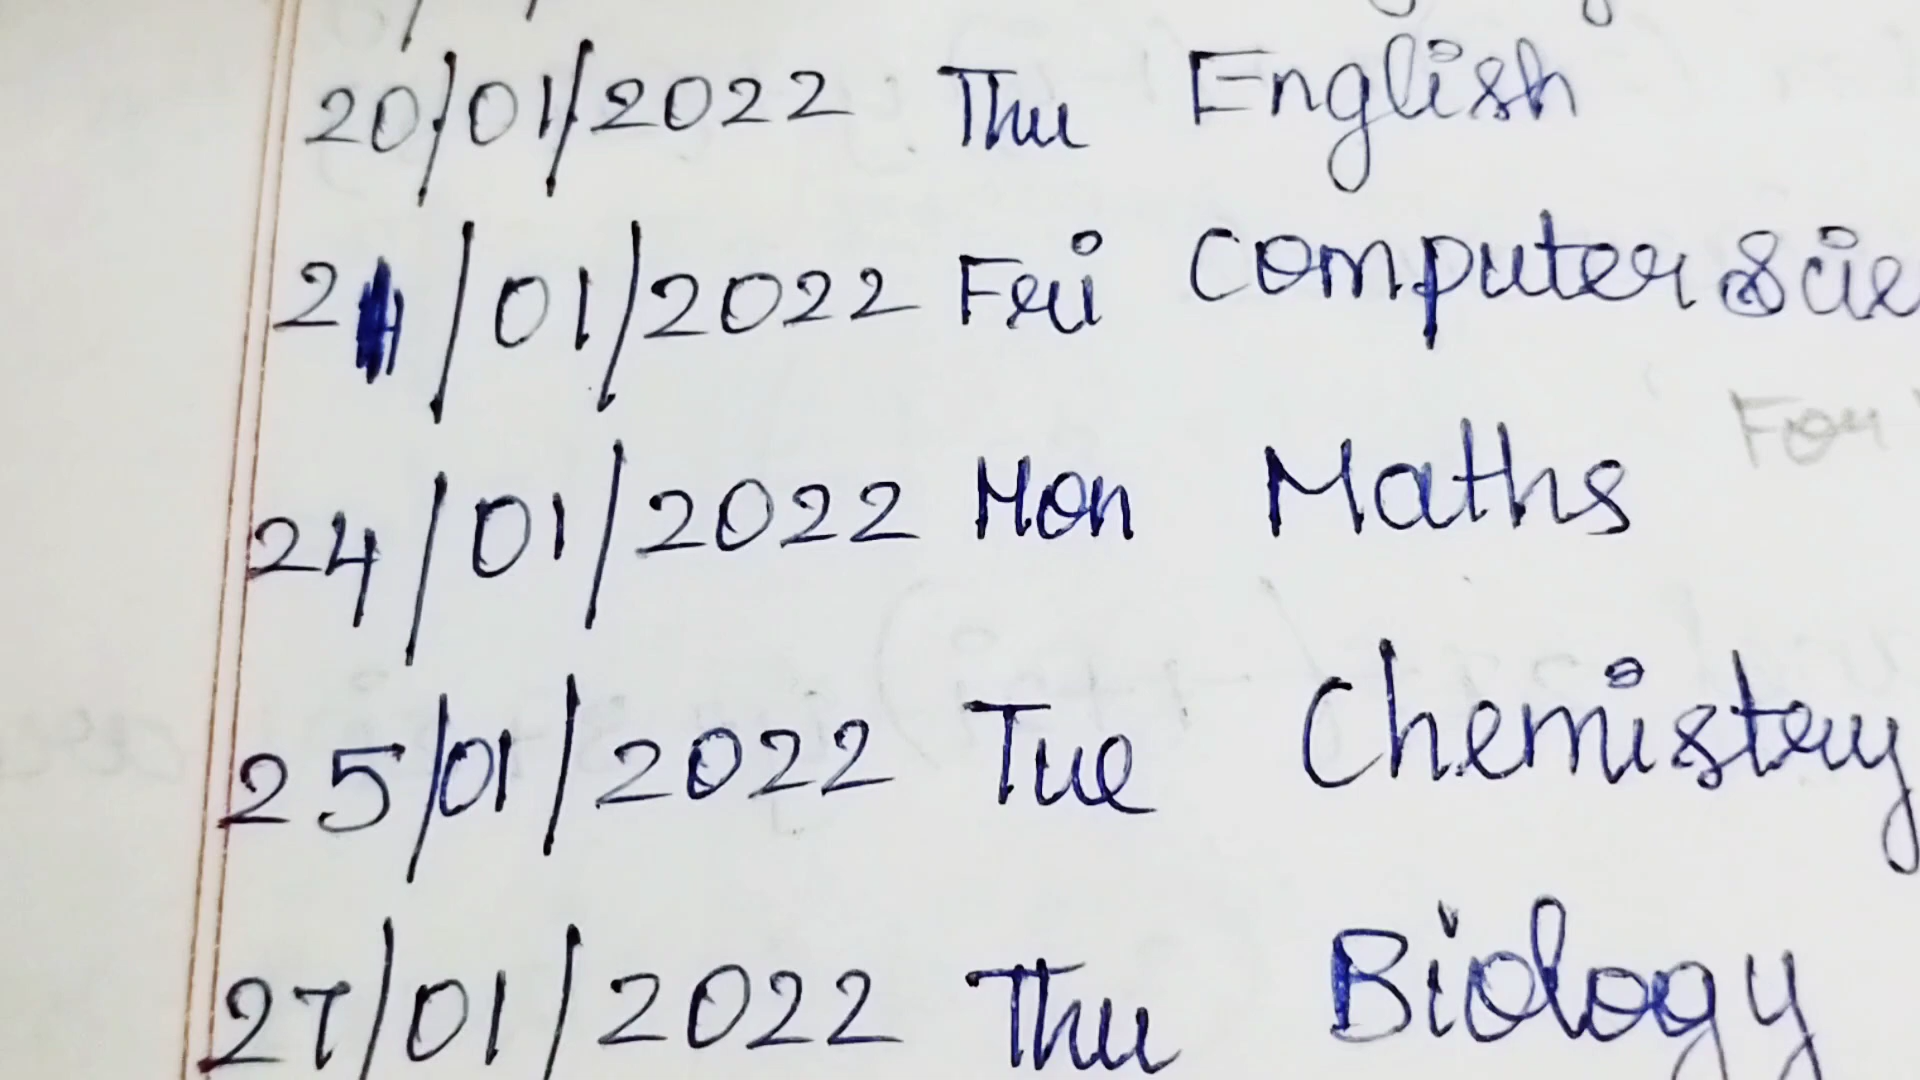 20/01/2022 Thu English
21/01/2022 Fri Computer Scie
For
24/01/2022 Mon Maths
25/01/2022 Tue Chemistry
27/01/2022 Thu Biology